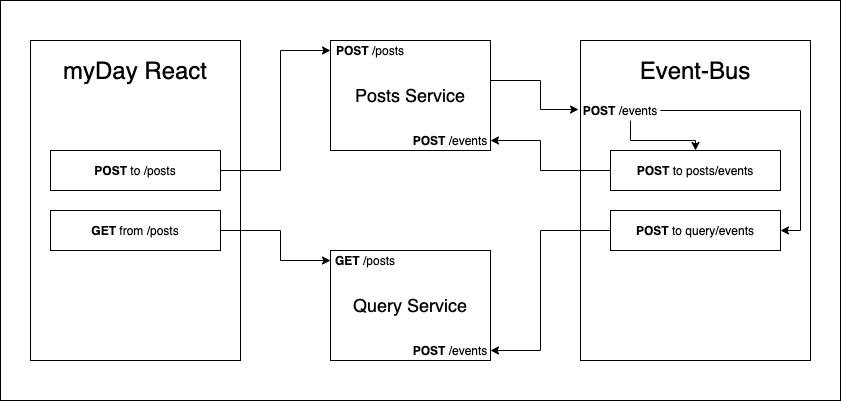 myDay React
POST to /posts
GET from /posts
POST /posts
Posts Service
POST /events
GET /posts
Query Service
POST /events
Event-Bus
POST /events
POST to posts/events
POST to query/events